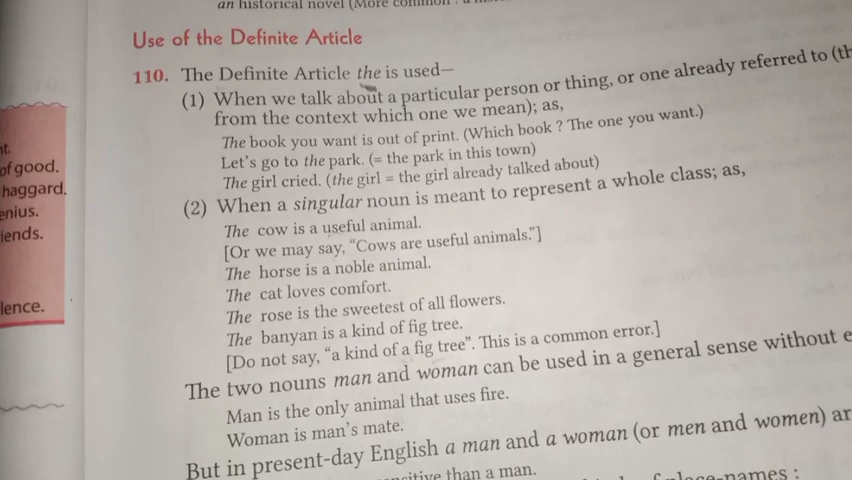 an historical novel (More common : a
Use of the Definite Article
110. The Definite Article the is used—
(1) When we talk about a particular person or thing, or one already referred to (th
from the context which one we mean); as,
The book you want is out of print. (Which book ? The one you want.)
Let's go to the park. (= the park in this town)
The girl cried. (the girl = the girl already talked about)
(2) When a singular noun is meant to represent a whole class; as,
The cow is a useful animal.
[Or we may say, “Cows are useful animals.”]
The horse is a noble animal.
The cat loves comfort.
The rose is the sweetest of all flowers.
The banyan is a kind of fig tree.
[Do not say, “a kind of a fig tree”. This is a common error.]
The two nouns man and woman can be used in a general sense without e
Man is the only animal that uses fire.
Woman is man's mate.
But in present-day English a man and a woman (or men and women) ar
sitive than a man.
of place-names :
nt.
of good.
haggard.
enius.
iends.
lence.